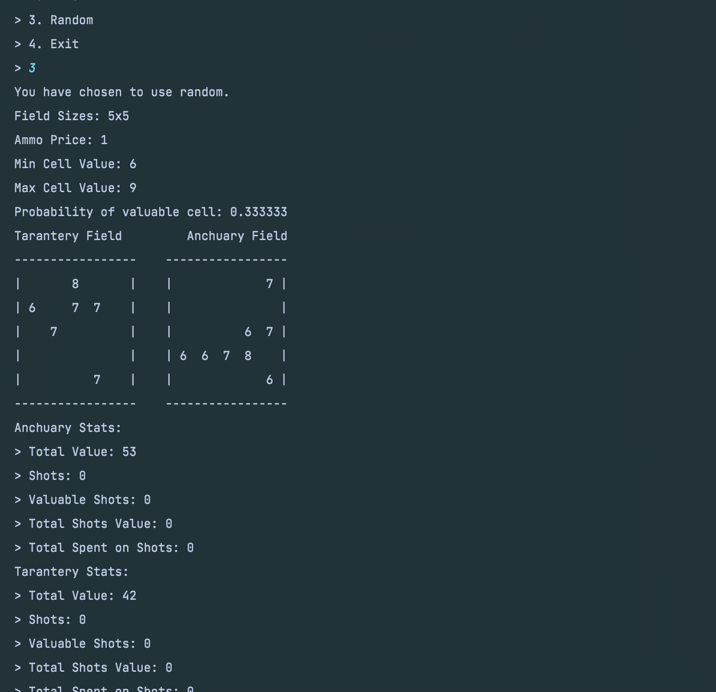 > 3. Random
> 4. Exit
> 3
You have chosen to use random.
Field Sizes: 5x5
Ammo Price: 1
Min Cell Value: 6
Max Cell Value: 9
Probability of valuable cell: 0.333333
Tarantery Field         Anchuary Field
-----------------    -----------------
|       8       |    |             7 |
| 6     7  7    |    |               |
|    7          |    |          6  7 |
|               |    | 6  6  7  8    |
|          7    |    |             6 |
-----------------    -----------------
Anchuary Stats:
> Total Value: 53
> Shots: 0
> Valuable Shots: 0
> Total Shots Value: 0
> Total Spent on Shots: 0
Tarantery Stats:
> Total Value: 42
> Shots: 0
> Valuable Shots: 0
> Total Shots Value: 0
> Total Spent on Shots: 0